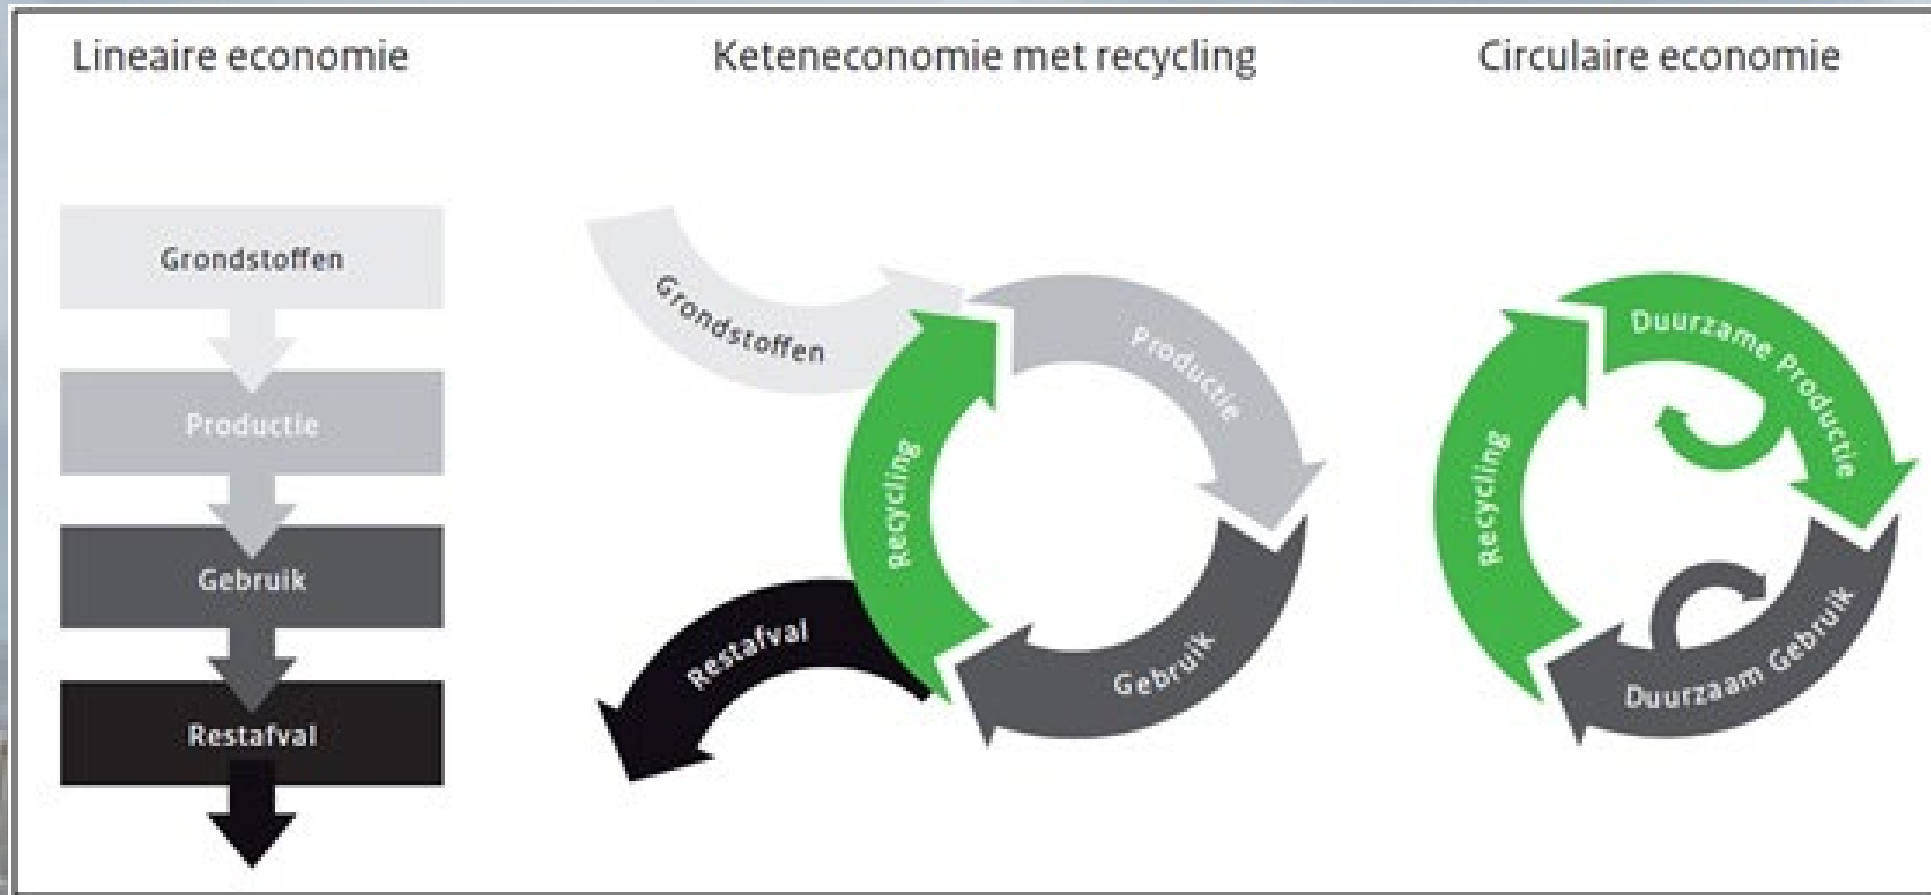 Lineaire economie
Grondstoffen
Productie
Gebruik
Restafval
Keteneconomie met recycling
Grondstoffen
Productie
Recycling
Gebruik
Restafval
Circulaire economie
Duurzame Productie
Recycling
Duurzaam Gebruik